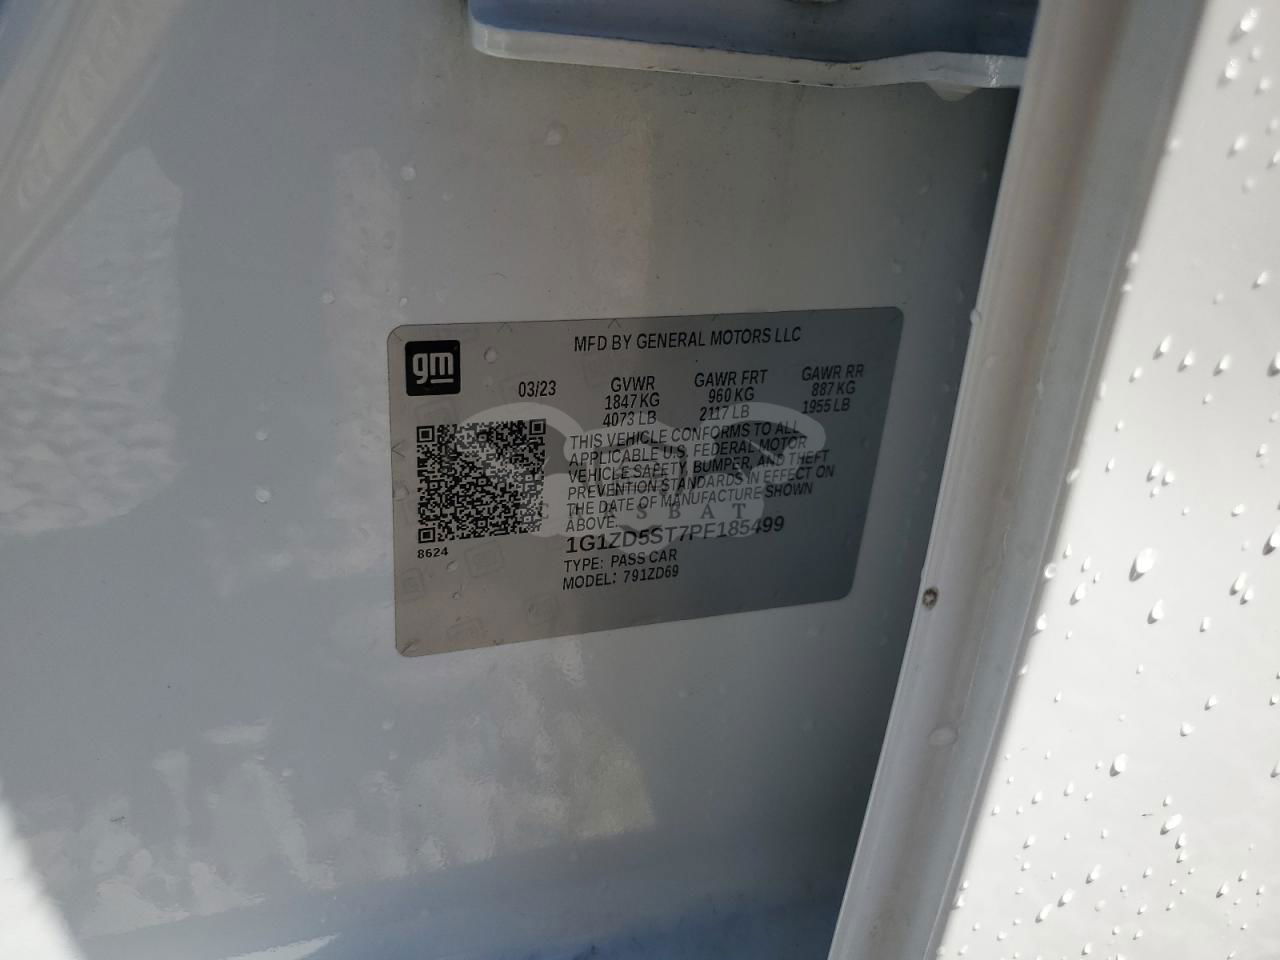 gm
MFD BY GENERAL MOTORS LLC
03/23
GVWR
1847 KG
4073 LB
GAWR FRT
960 KG
2117 LB
GAWR RR
887 KG
1955 LB
THIS VEHICLE CONFORMS TO ALL
APPLICABLE U.S. FEDERAL MOTOR
VEHICLE SAFETY, BUMPER, AND THEFT
PREVENTION STANDARDS IN EFFECT ON
THE DATE OF MANUFACTURE SHOWN
ABOVE.
1G1ZD5ST7PF185499
TYPE: PASS CAR
MODEL: 791ZD69
8624